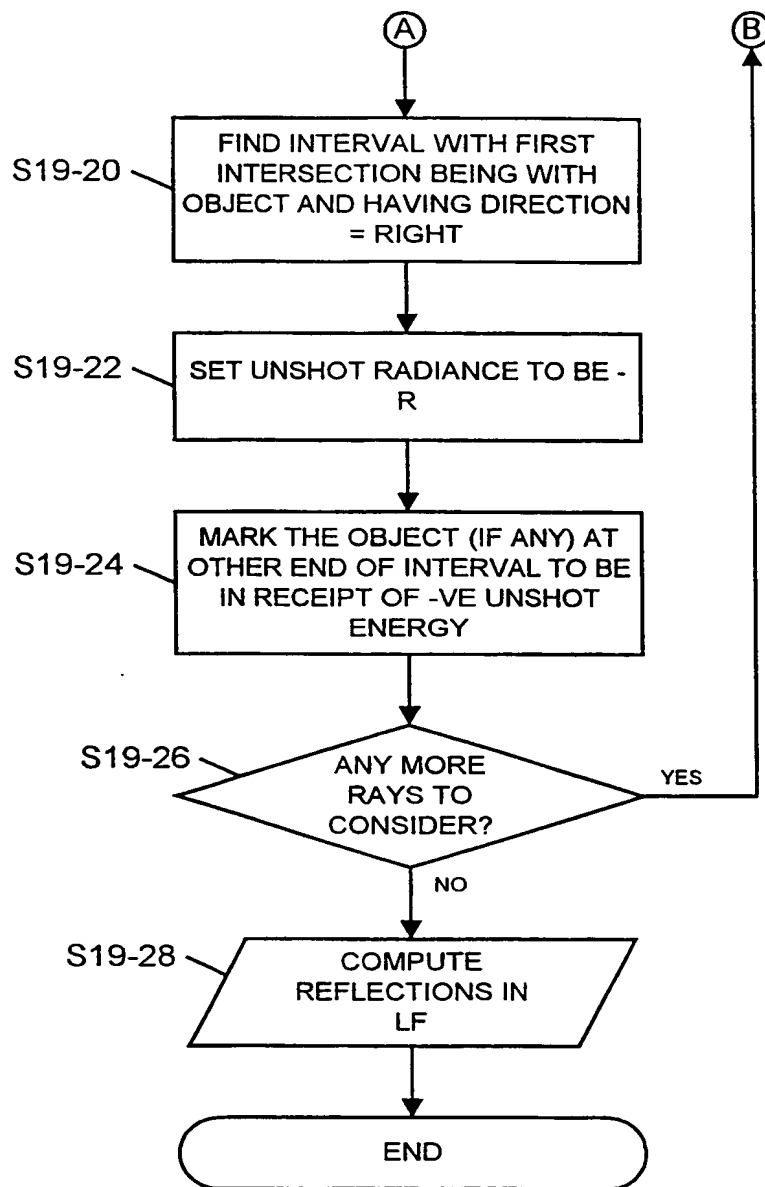 A
B
S19-20
FIND INTERVAL WITH FIRST
INTERSECTION BEING WITH
OBJECT AND HAVING DIRECTION
= RIGHT
S19-22
SET UNSHOT RADIANCE TO BE -
R
S19-24
MARK THE OBJECT (IF ANY) AT
OTHER END OF INTERVAL TO BE
IN RECEIPT OF -VE UNSHOT
ENERGY
S19-26
ANY MORE
RAYS TO
CONSIDER?
YES
NO
S19-28
COMPUTE
REFLECTIONS IN
LF
END